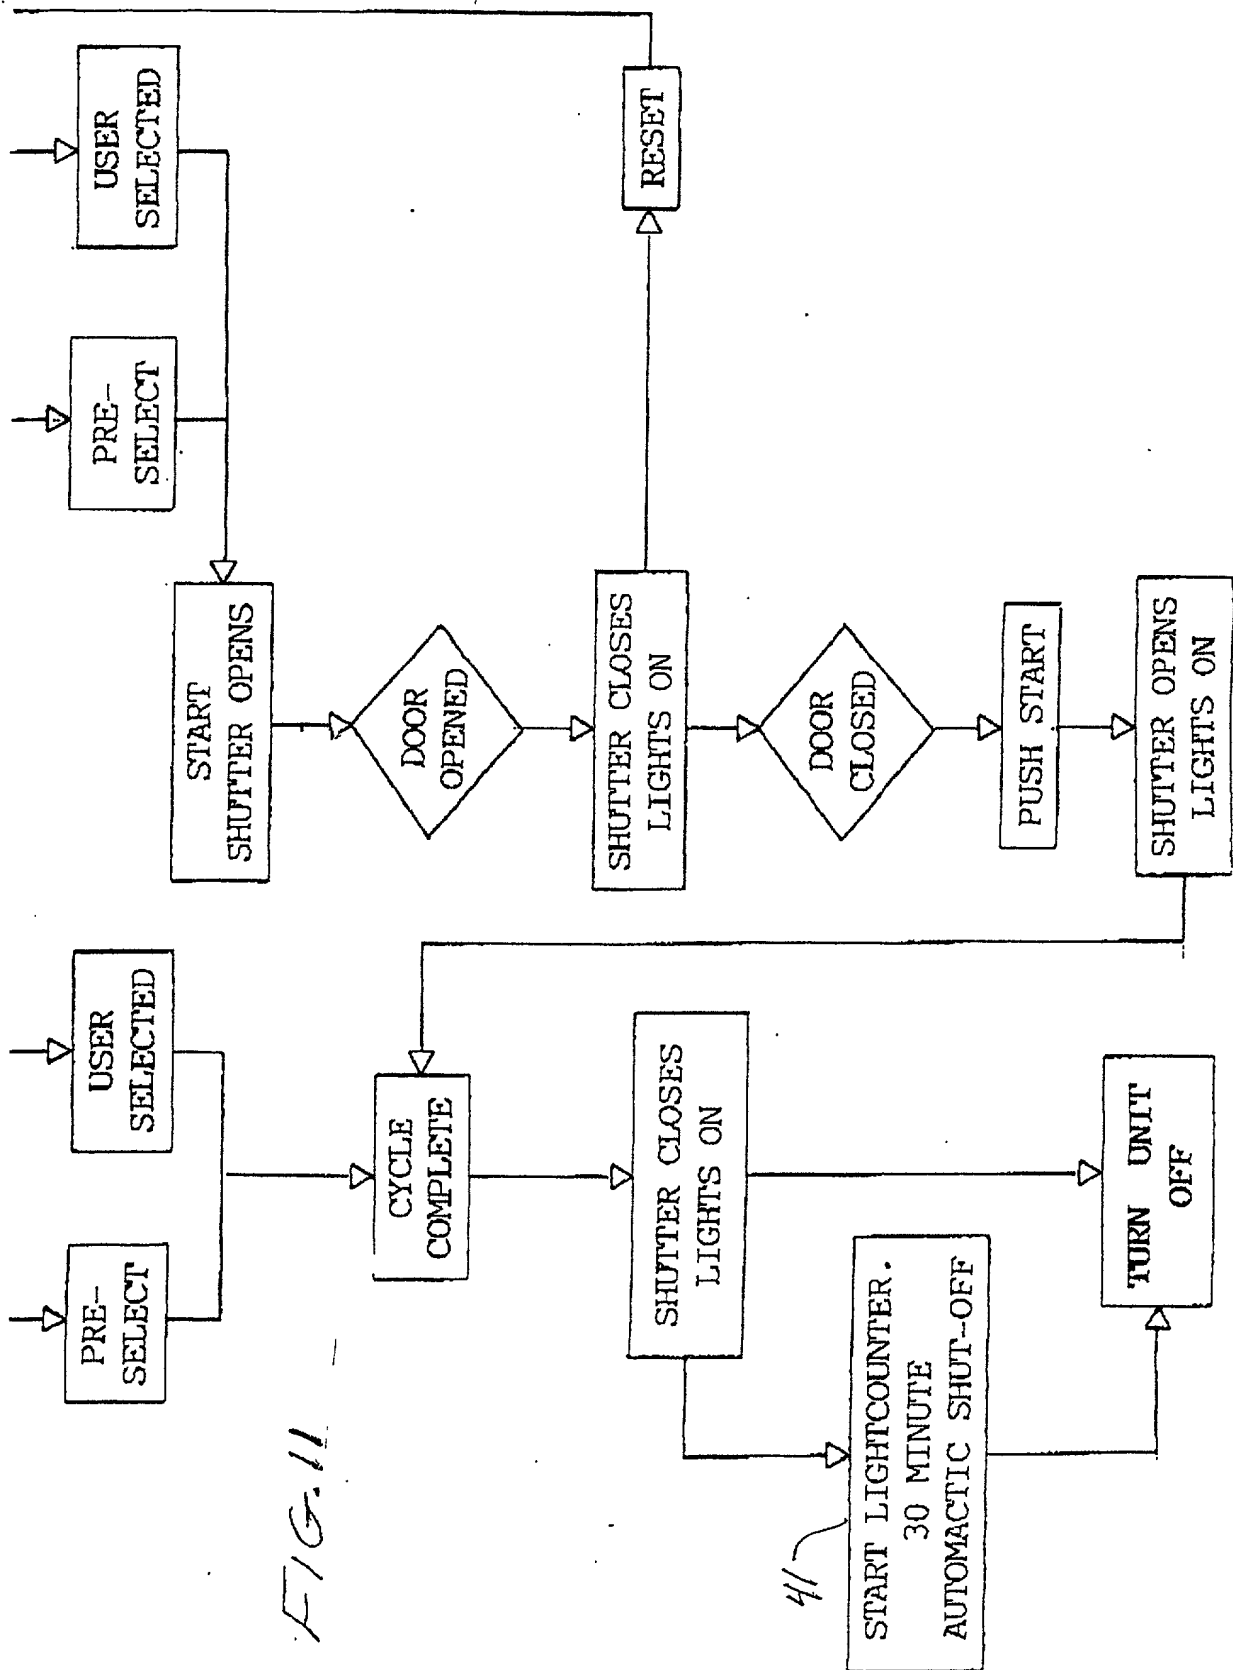 PRE-
SELECT
USER
SELECTED
PRE-
SELECT
USER
SELECTED
CYCLE
COMPLETE
START
SHUTTER OPENS
DOOR
OPENED
SHUTTER CLOSES
LIGHTS ON
SHUTTER CLOSES
LIGHTS ON
RESET
START LIGHTCOUNTER.
30 MINUTE
AUTOMACTIC SHUT-OFF
41
DOOR
CLOSED
PUSH START
TURN UNIT
OFF
SHUTTER OPENS
LIGHTS ON
FIG.11